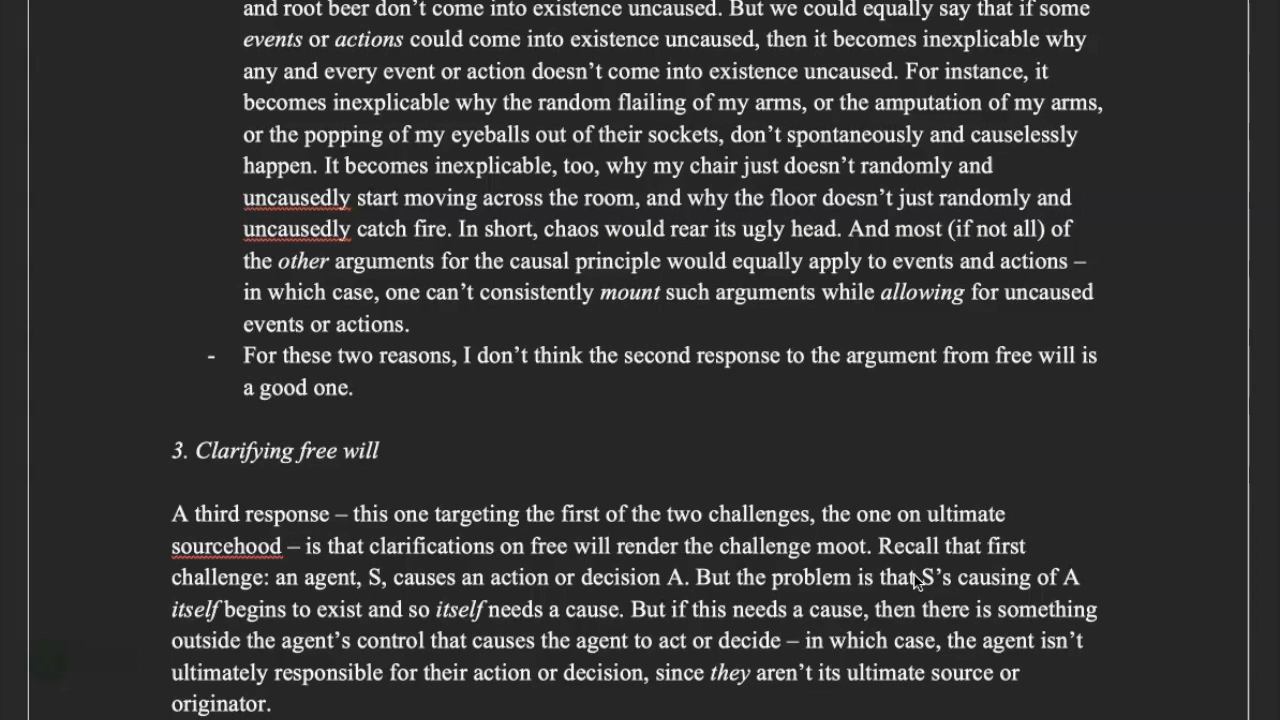 and root beer don’t come into existence uncaused. But we could equally say that if some
events or actions could come into existence uncaused, then it becomes inexplicable why
any and every event or action doesn’t come into existence uncaused. For instance, it
becomes inexplicable why the random flailing of my arms, or the amputation of my arms,
or the popping of my eyeballs out of their sockets, don’t spontaneously and causelessly
happen. It becomes inexplicable, too, why my chair just doesn’t randomly and
uncausedly start moving across the room, and why the floor doesn’t just randomly and
uncausedly catch fire. In short, chaos would rear its ugly head. And most (if not all) of
the other arguments for the causal principle would equally apply to events and actions –
in which case, one can’t consistently mount such arguments while allowing for uncaused
events or actions.
- For these two reasons, I don’t think the second response to the argument from free will is
a good one.
3. Clarifying free will
A third response – this one targeting the first of the two challenges, the one on ultimate
sourcehood – is that clarifications on free will render the challenge moot. Recall that first
challenge: an agent, S, causes an action or decision A. But the problem is that S’s causing of A
itself begins to exist and so itself needs a cause. But if this needs a cause, then there is something
outside the agent’s control that causes the agent to act or decide – in which case, the agent isn’t
ultimately responsible for their action or decision, since they aren’t its ultimate source or
originator.